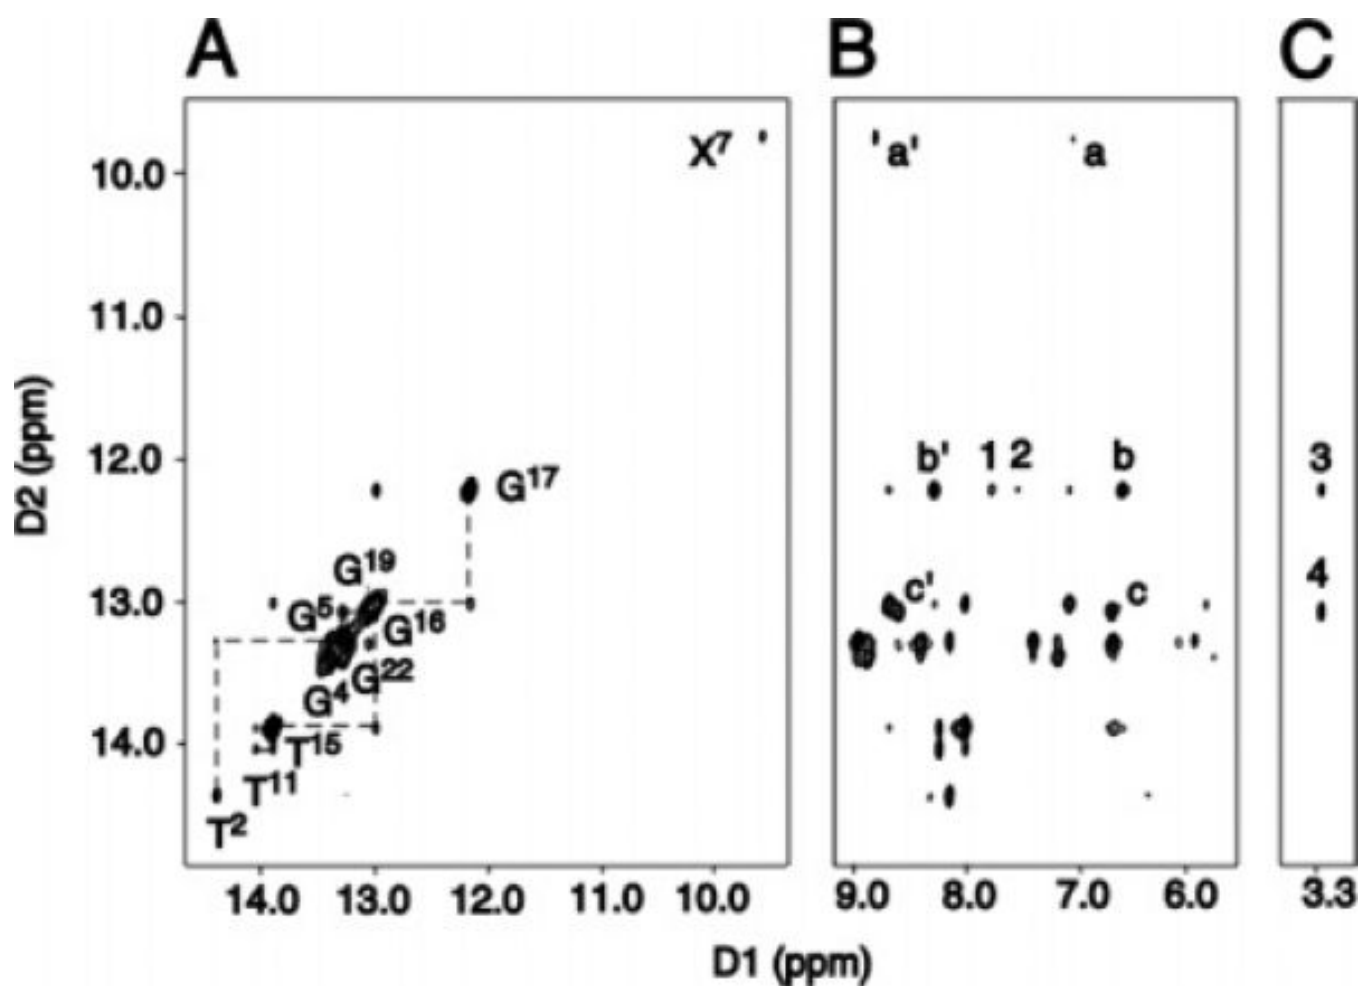 A B C
X⁷ a' a
10.0
11.0
12.0
b' 1 2 b 3
G¹⁷
G¹⁹ 4
13.0
G⁵ c' c
G¹⁶
G²²
G⁴
14.0
T¹⁵
T¹¹
T²
D2 (ppm)
14.0 13.0 12.0 11.0 10.0 9.0 8.0 7.0 6.0 3.3
D1 (ppm)